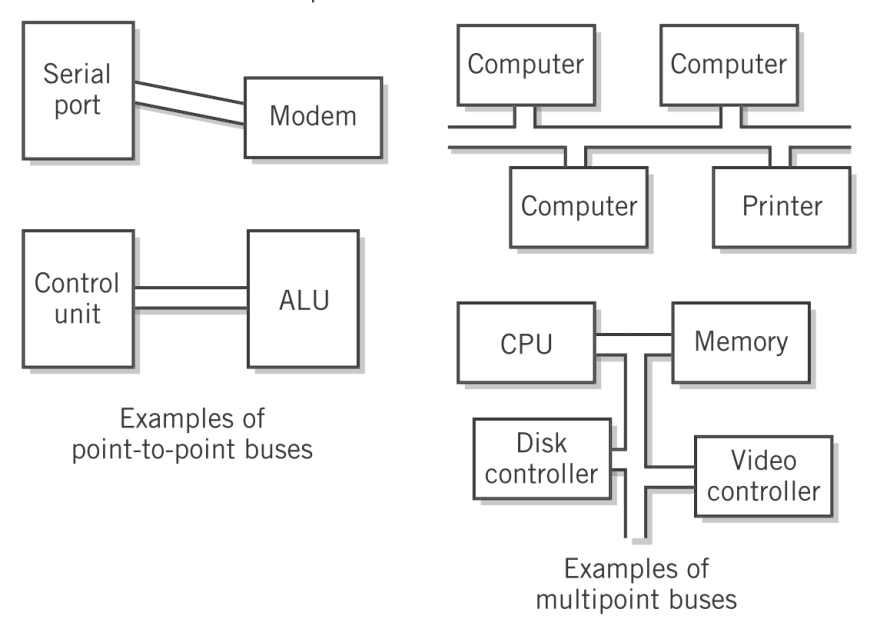 Serial
port
Modem
Control
unit
ALU
Examples of
point-to-point buses
Computer
Computer
Computer
Printer
CPU
Memory
Disk
controller
Video
controller
Examples of
multipoint buses